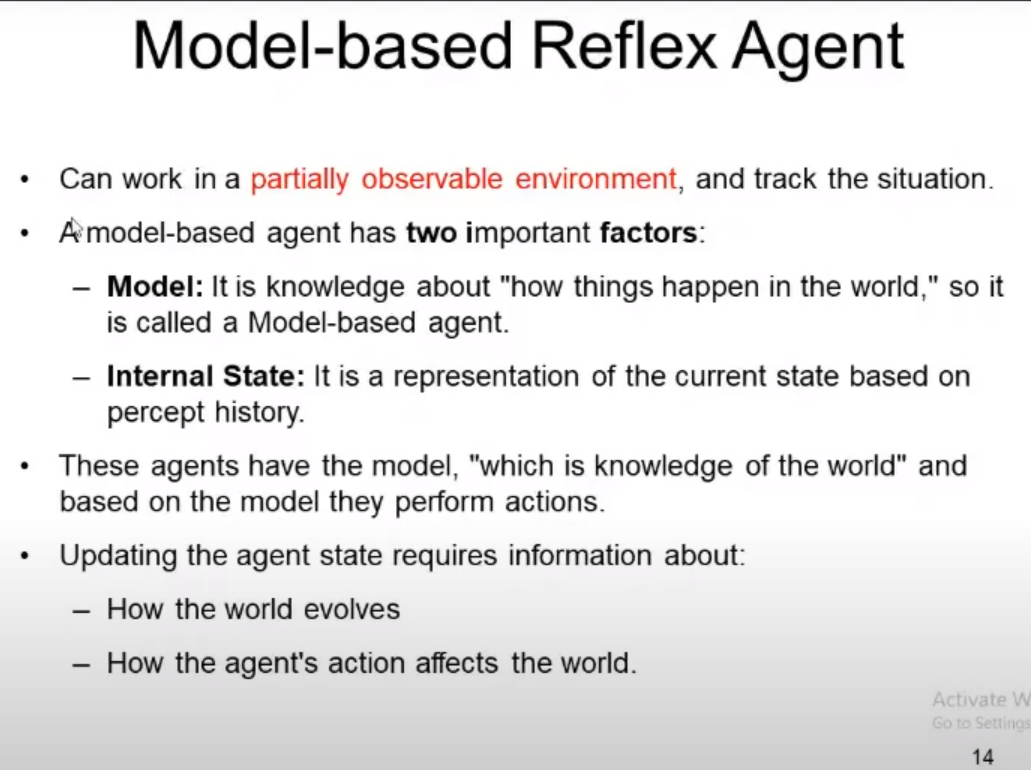 Model-based Reflex Agent
• Can work in a partially observable environment, and track the situation.
• A model-based agent has two important factors:
– Model: It is knowledge about "how things happen in the world," so it
is called a Model-based agent.
– Internal State: It is a representation of the current state based on
percept history.
• These agents have the model, "which is knowledge of the world" and
based on the model they perform actions.
• Updating the agent state requires information about:
– How the world evolves
– How the agent's action affects the world.
Activate W
Go to Settings
14